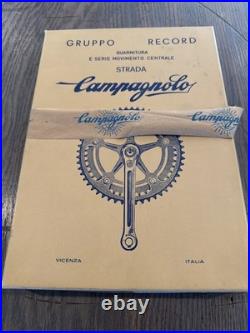 GRUPPO RECORD
GUARNITURA
E SERIE MOVIMENTO CENTRALE
STRADA
Campagnolo
Campagnolo Campagnolo
VICENZA ITALIA